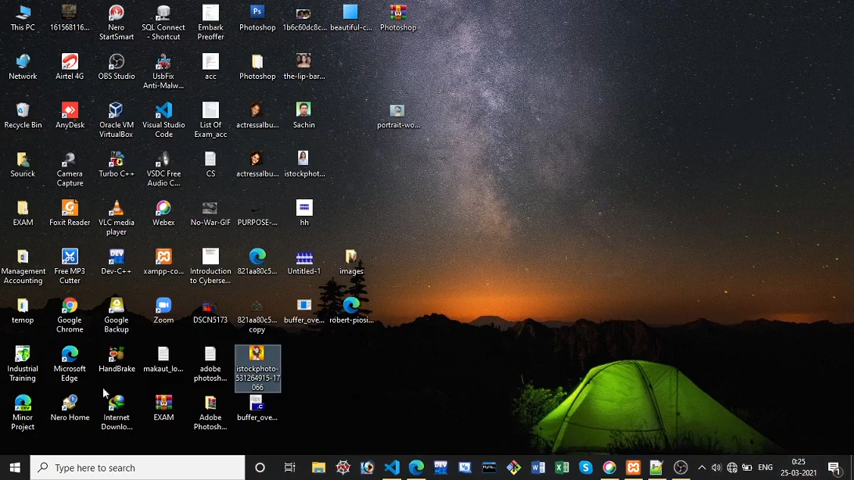 This PC
161568116...
Nero
StartSmart
SQL Connect
- Shortcut
Embark
Preoffer
Photoshop
1b6c60dc8c...
beautiful-c...
Photoshop
Network
Airtel 4G
OBS Studio
UsbFix
Anti-Malw...
acc
Photoshop
the-lip-bar...
Recycle Bin
AnyDesk
Oracle VM
VirtualBox
Visual Studio
Code
List Of
Exam_acc
actressalbu...
Sachin
portrait-wo...
Sourick
Camera
Capture
Turbo C++
VSDC Free
Audio C...
CS
actressalbu...
istockphot...
EXAM
Foxit Reader
VLC media
player
Webex
No-War-GIF
PURPOSE-...
hh
Management
Accounting
Free MP3
Cutter
Dev-C++
xampp-co...
Introduction
to Cyberse...
821aa80c5...
Untitled-1
images
temop
Google
Chrome
Google
Backup
Zoom
DSCN5173
821aa80c5...
copy
buffer_ove...
robert-piosi...
Industrial
Training
Microsoft
Edge
HandBrake
makaut_lo...
adobe
photosh...
istockphoto-
531264915-17
066
Minor
Project
Nero Home
Internet
Downlo...
EXAM
Adobe
Photosh...
buffer_ove...
Type here to search
ENG
0:25
25-03-2021